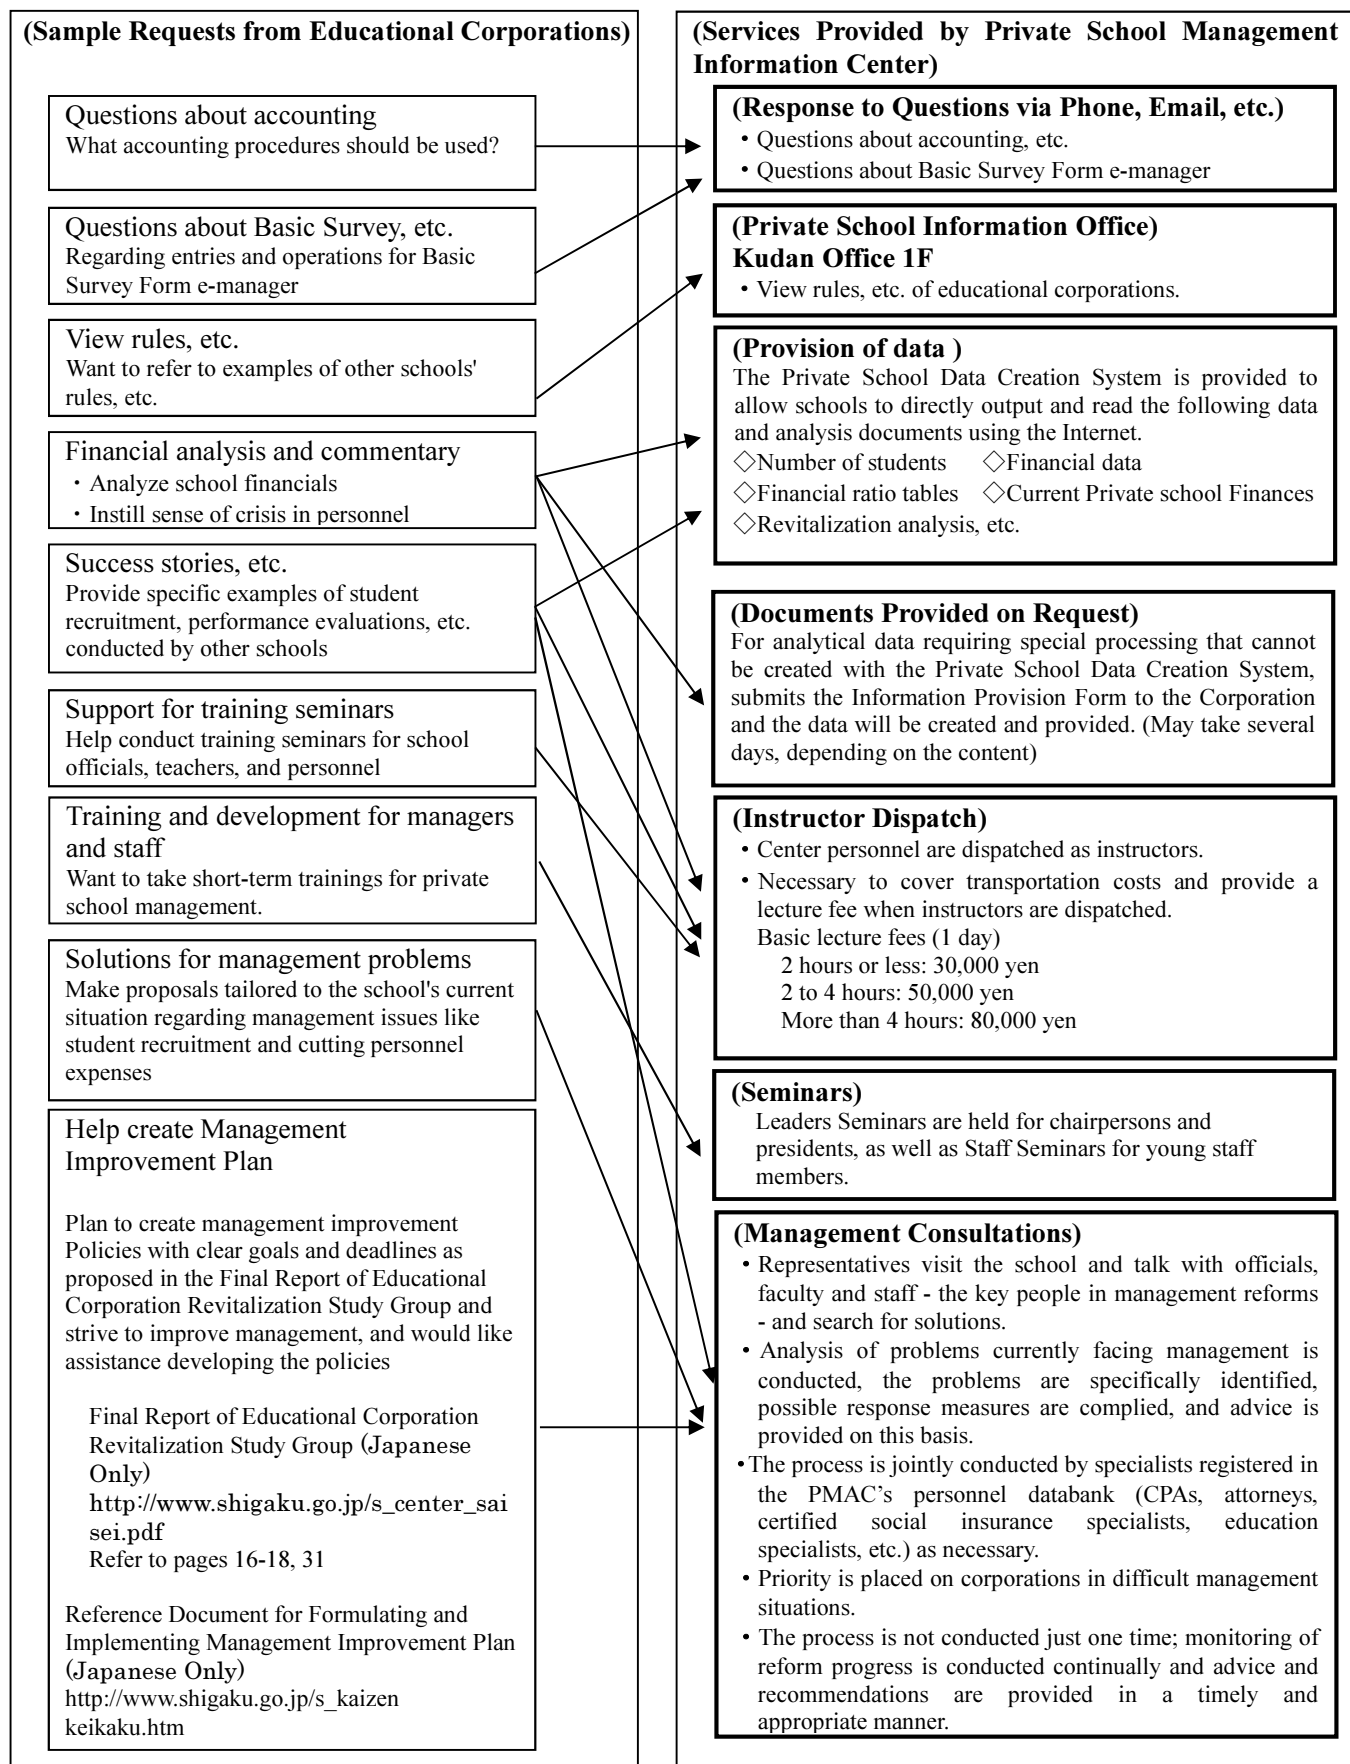 (Sample Requests from Educational Corporations)
Questions about accounting
What accounting procedures should be used?
Questions about Basic Survey, etc.
Regarding entries and operations for Basic
Survey Form e-manager
View rules, etc.
Want to refer to examples of other schools'
rules, etc.
Financial analysis and commentary
・Analyze school financials
・Instill sense of crisis in personnel
Success stories, etc.
Provide specific examples of student
recruitment, performance evaluations, etc.
conducted by other schools
Support for training seminars
Help conduct training seminars for school
officials, teachers, and personnel
Training and development for managers
and staff
Want to take short-term trainings for private
school management.
Solutions for management problems
Make proposals tailored to the school's current
situation regarding management issues like
student recruitment and cutting personnel
expenses
Help create Management
Improvement Plan
Plan to create management improvement
Policies with clear goals and deadlines as
proposed in the Final Report of Educational
Corporation Revitalization Study Group and
strive to improve management, and would like
assistance developing the policies
Final Report of Educational Corporation
Revitalization Study Group (Japanese
Only)
http://www.shigaku.go.jp/s_center_sai
sei.pdf
Refer to pages 16-18, 31
Reference Document for Formulating and
Implementing Management Improvement Plan
(Japanese Only)
http://www.shigaku.go.jp/s_kaizen
keikaku.htm
(Services Provided by Private School Management
Information Center)
(Response to Questions via Phone, Email, etc.)
・Questions about accounting, etc.
・Questions about Basic Survey Form e-manager
(Private School Information Office)
Kudan Office 1F
・View rules, etc. of educational corporations.
(Provision of data )
The Private School Data Creation System is provided to
allow schools to directly output and read the following data
and analysis documents using the Internet.
◇Number of students ◇Financial data
◇Financial ratio tables ◇Current Private school Finances
◇Revitalization analysis, etc.
(Documents Provided on Request)
For analytical data requiring special processing that cannot
be created with the Private School Data Creation System,
submits the Information Provision Form to the Corporation
and the data will be created and provided. (May take several
days, depending on the content)
(Instructor Dispatch)
・Center personnel are dispatched as instructors.
・Necessary to cover transportation costs and provide a
lecture fee when instructors are dispatched.
Basic lecture fees (1 day)
2 hours or less: 30,000 yen
2 to 4 hours: 50,000 yen
More than 4 hours: 80,000 yen
(Seminars)
Leaders Seminars are held for chairpersons and
presidents, as well as Staff Seminars for young staff
members.
(Management Consultations)
・Representatives visit the school and talk with officials,
faculty and staff - the key people in management reforms
- and search for solutions.
・Analysis of problems currently facing management is
conducted, the problems are specifically identified,
possible response measures are complied, and advice is
provided on this basis.
・The process is jointly conducted by specialists registered in
the PMAC's personnel databank (CPAs, attorneys,
certified social insurance specialists, education
specialists, etc.) as necessary.
・Priority is placed on corporations in difficult management
situations.
・The process is not conducted just one time; monitoring of
reform progress is conducted continually and advice and
recommendations are provided in a timely and
appropriate manner.